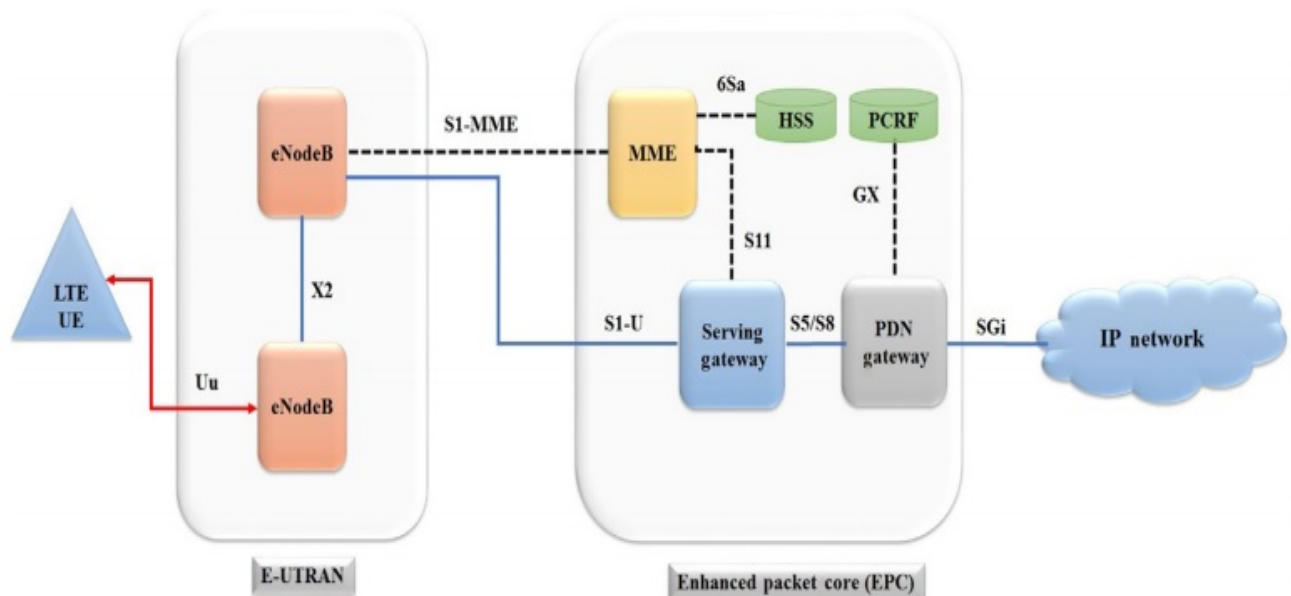 6Sa
HSS
PCRF
S1-MME
eNodeB
MME
GX
S11
LTE
UE
X2
S1-U
Serving
gateway
S5/S8
PDN
gateway
SGi
IP network
Uu
eNodeB
E-UTRAN
Enhanced packet core (EPC)